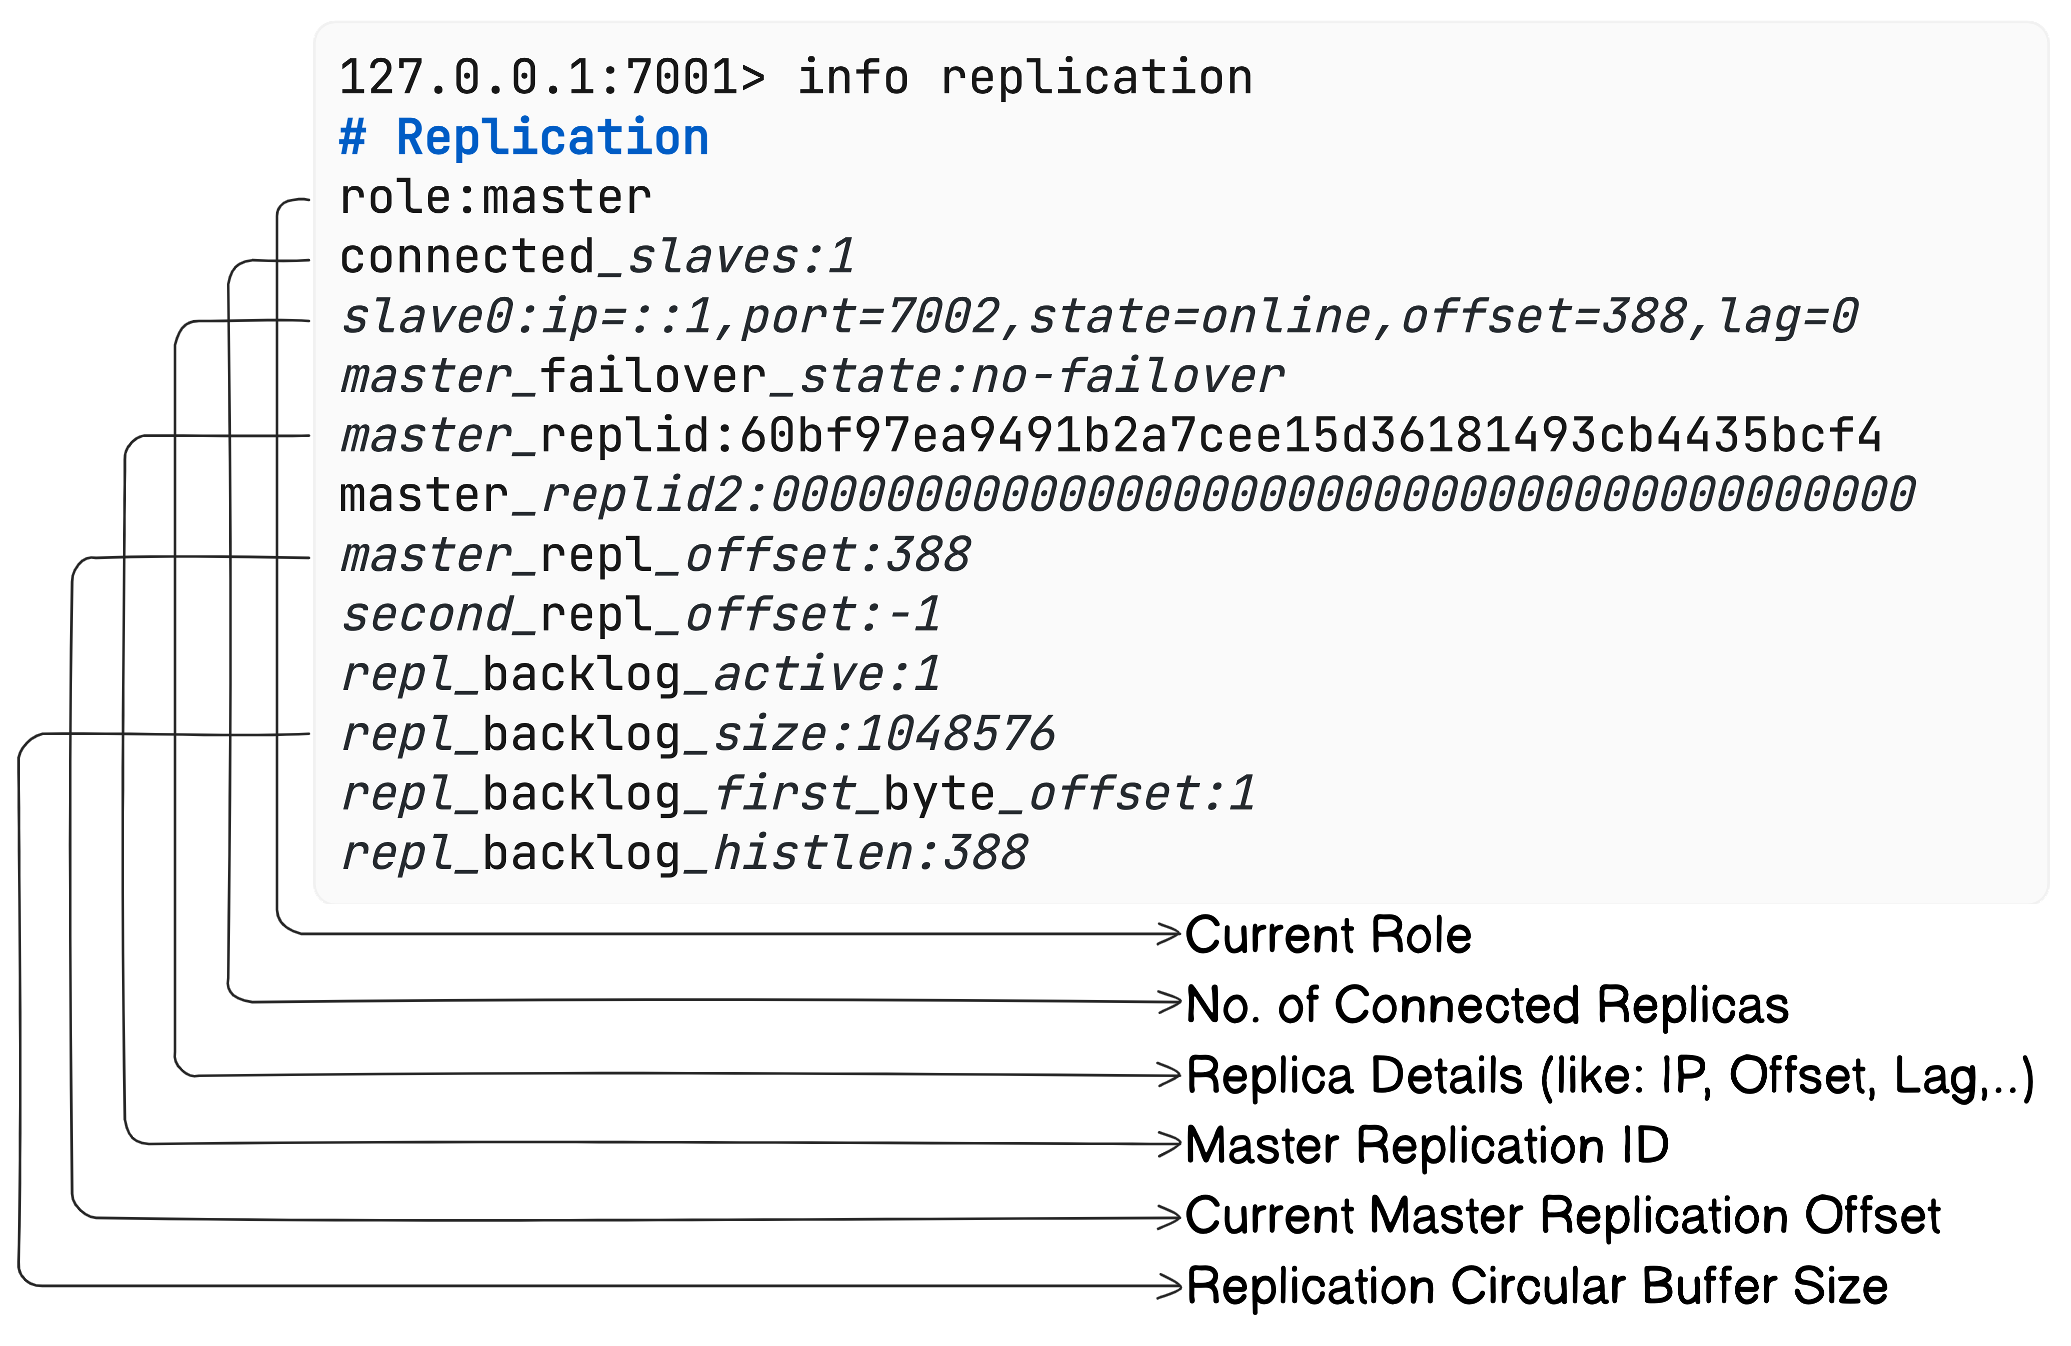 127.0.0.1:7001> info replication
# Replication
role:master
connected_slaves:1
slave0:ip=::1,port=7002,state=online,offset=388,lag=0
master_failover_state:no-failover
master_replid:60bf97ea9491b2a7cee15d36181493cb4435bcf4
master_replid2:0000000000000000000000000000000000000000
master_repl_offset:388
second_repl_offset:-1
repl_backlog_active:1
repl_backlog_size:1048576
repl_backlog_first_byte_offset:1
repl_backlog_histlen:388
Current Role
No. of Connected Replicas
Replica Details (like: IP, Offset, Lag,..)
Master Replication ID
Current Master Replication Offset
Replication Circular Buffer Size